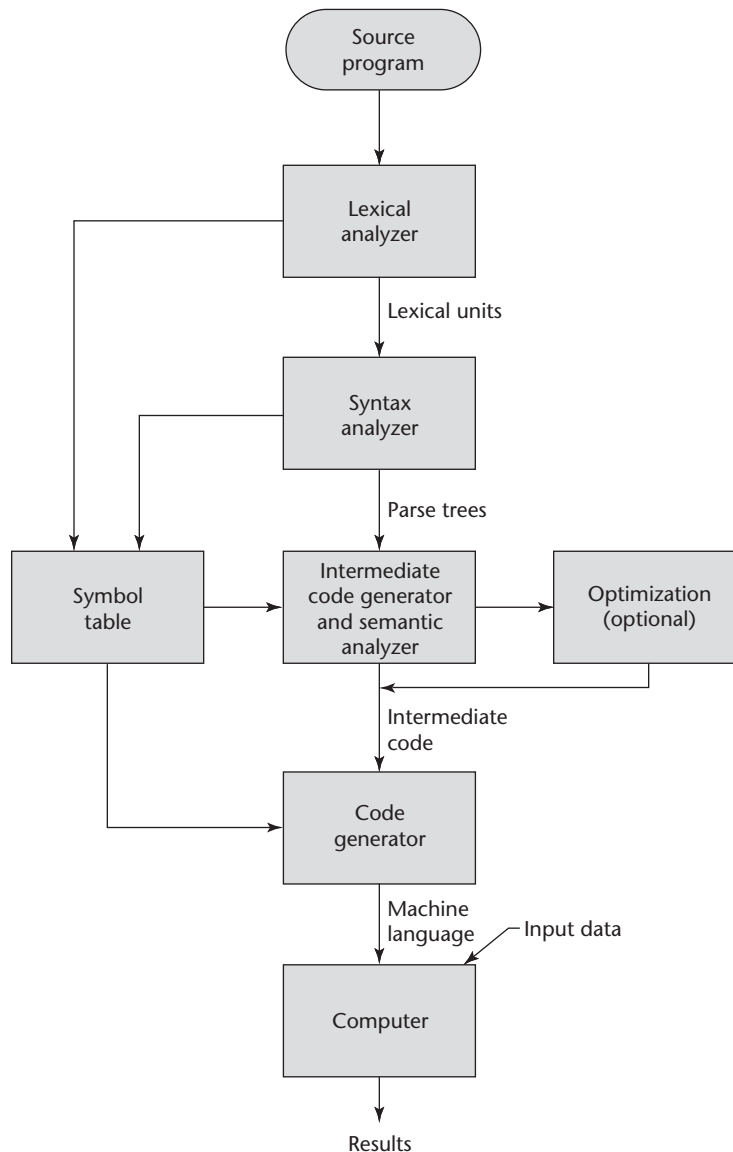 Source
program
Lexical
analyzer
Lexical units
Syntax
analyzer
Parse trees
Symbol
table
Intermediate
code generator
and semantic
analyzer
Optimization
(optional)
Intermediate
code
Code
generator
Machine
language
Input data
Computer
Results